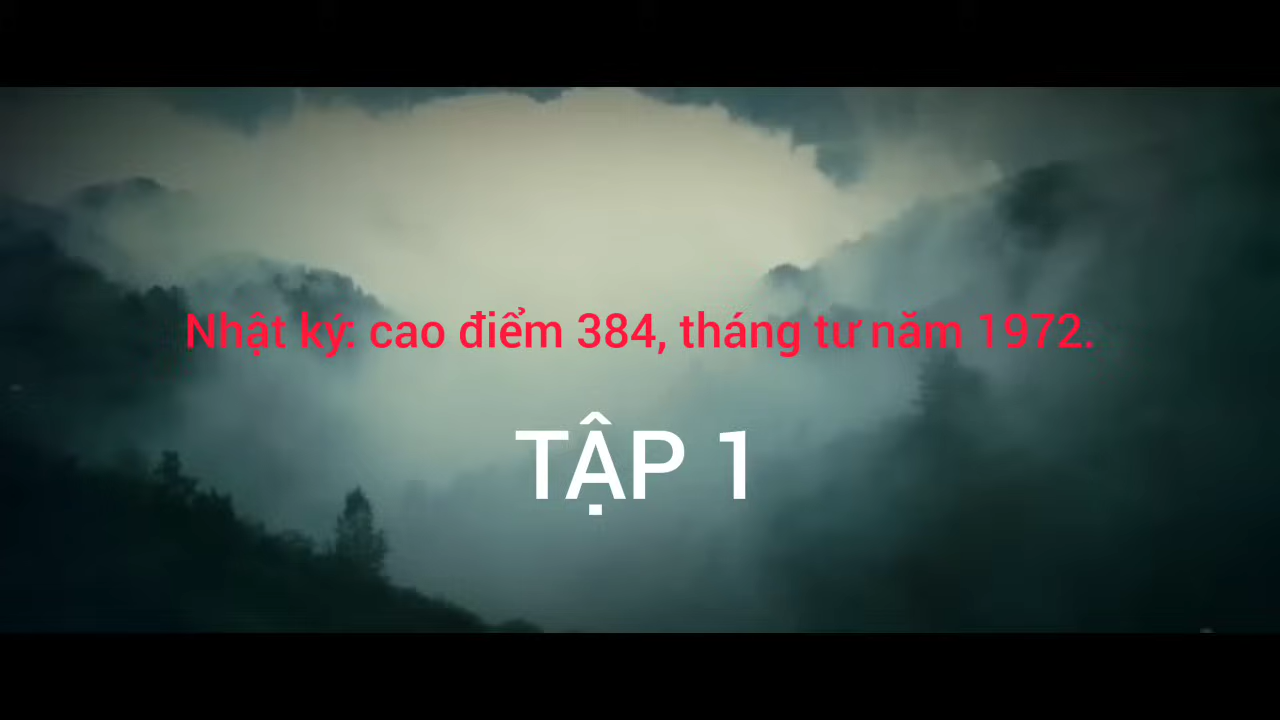 Nhật ký: cao điểm 384, tháng tư năm 1972.
TẬP 1